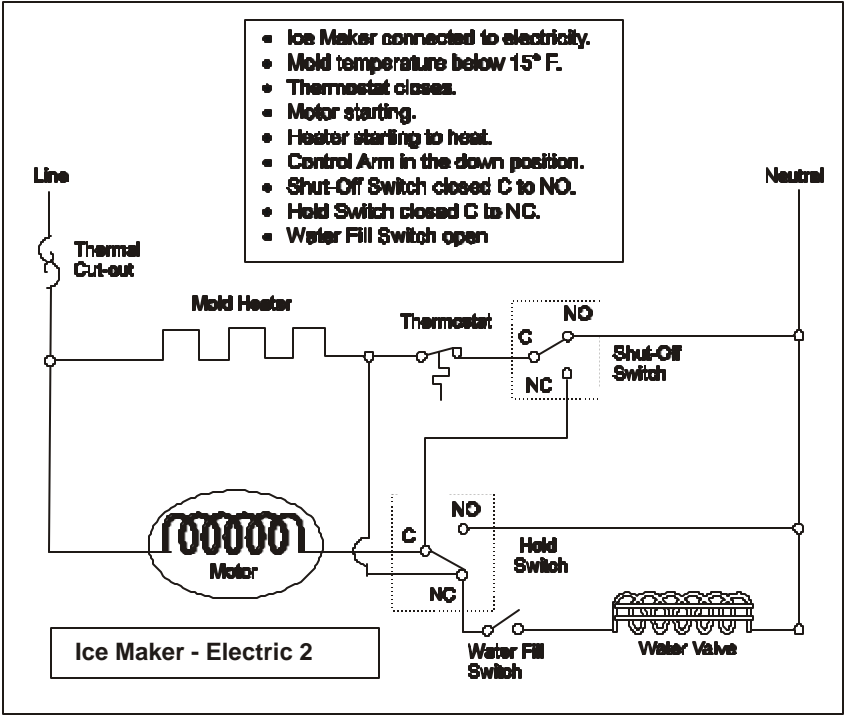 • Ice Maker connected to electricity.
• Mold temperature below 15° F.
• Thermostat closes.
• Motor starting.
• Heater starting to heat.
• Control Arm in the down position.
• Shut-Off Switch closed C to NO.
• Hold Switch closed C to NC.
• Water Fill Switch open
Line
Neutral
Thermal
Cut-out
Mold Heater
Thermostat
NO
C
Shut-Off
Switch
NC
NO
C
Hold
Switch
Motor
NC
Water Fill
Switch
Water Valve
Ice Maker - Electric 2